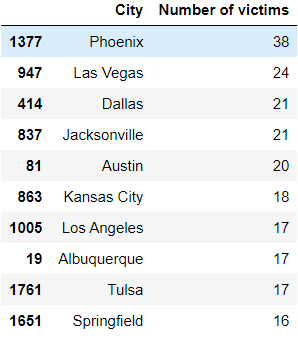 City Number of victims
1377 Phoenix 38
947 Las Vegas 24
414 Dallas 21
837 Jacksonville 21
81 Austin 20
863 Kansas City 18
1005 Los Angeles 17
19 Albuquerque 17
1761 Tulsa 17
1651 Springfield 16